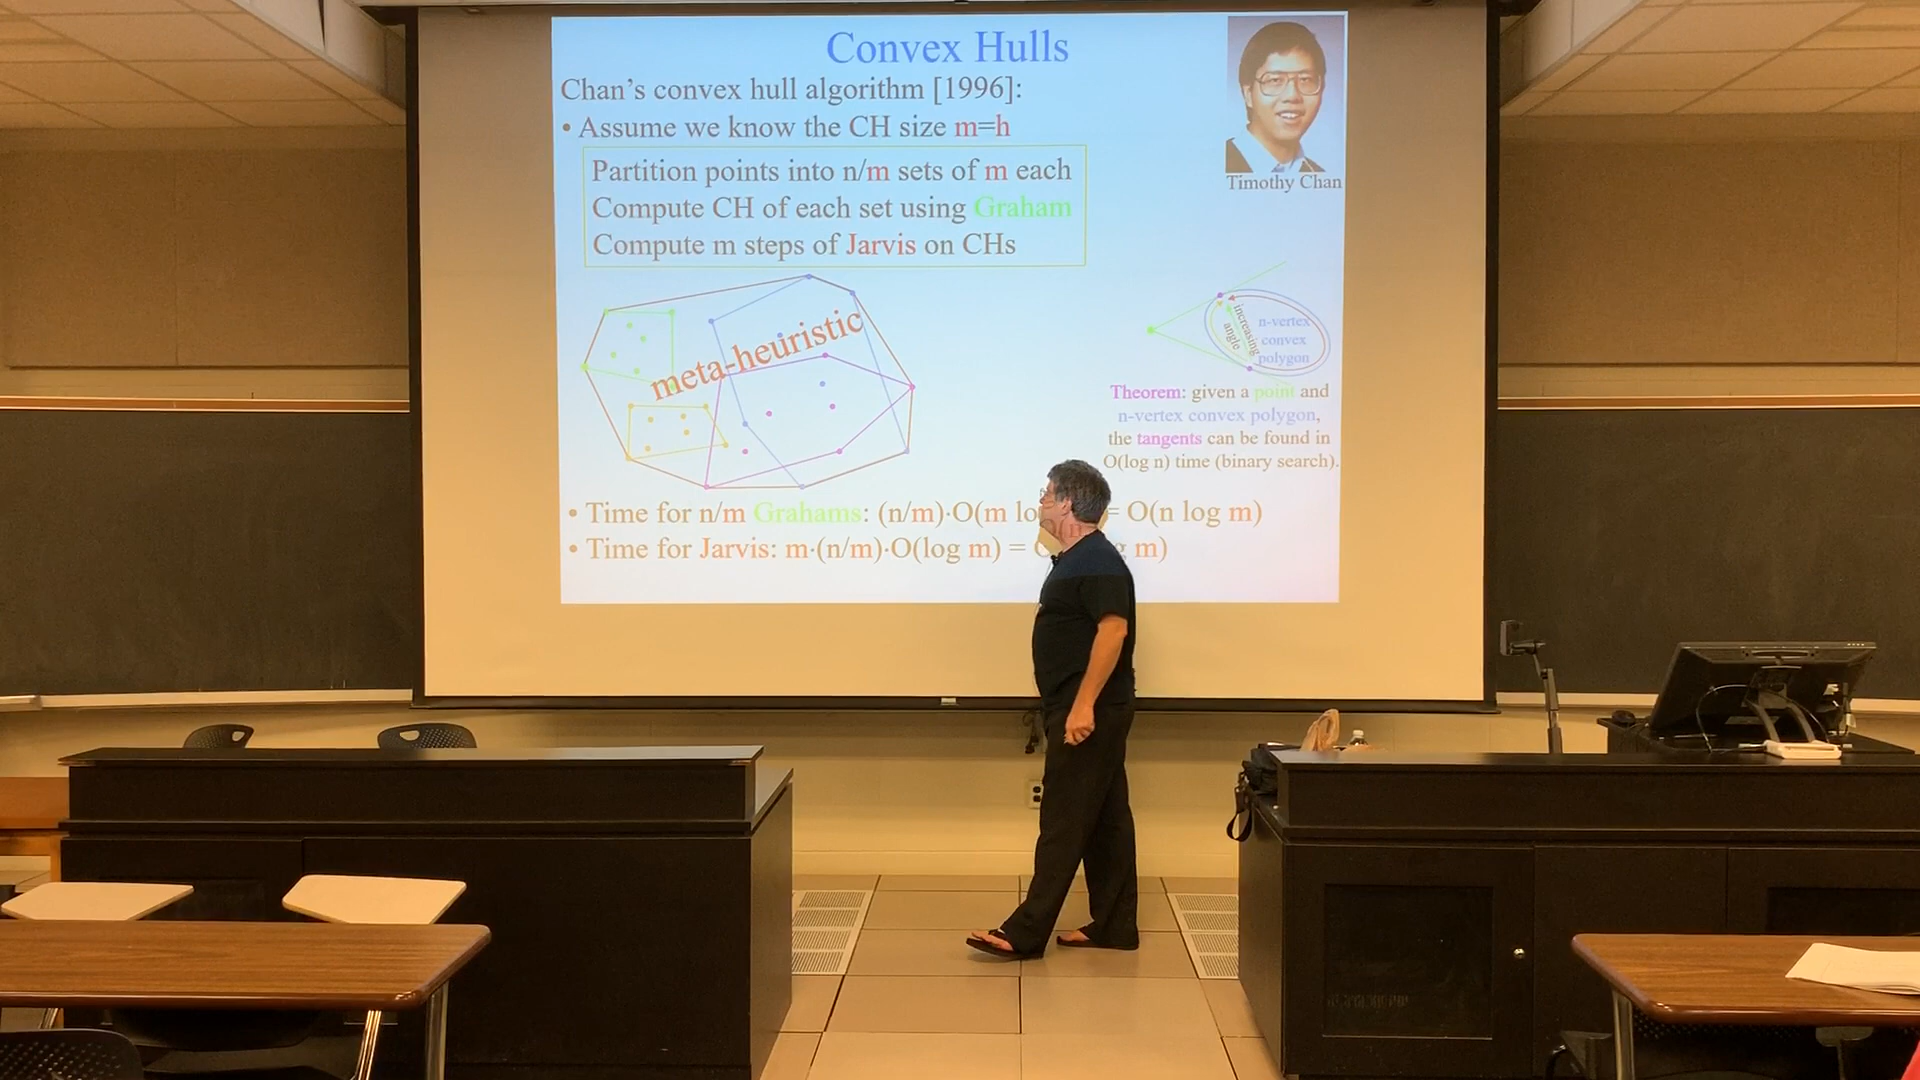 Convex Hulls
Chan's convex hull algorithm [1996]:
• Assume we know the CH size m=h
Partition points into n/m sets of m each
Compute CH of each set using Graham
Compute m steps of Jarvis on CHs
Timothy Chan
meta-heuristic
increasing
angle
n-vertex
convex
polygon
Theorem: given a point and
n-vertex convex polygon,
the tangents can be found in
O(log n) time (binary search).
• Time for n/m Grahams: (n/m)·O(m = O(n log m)
• Time for Jarvis: m·(n/m)·O(log m) = m)